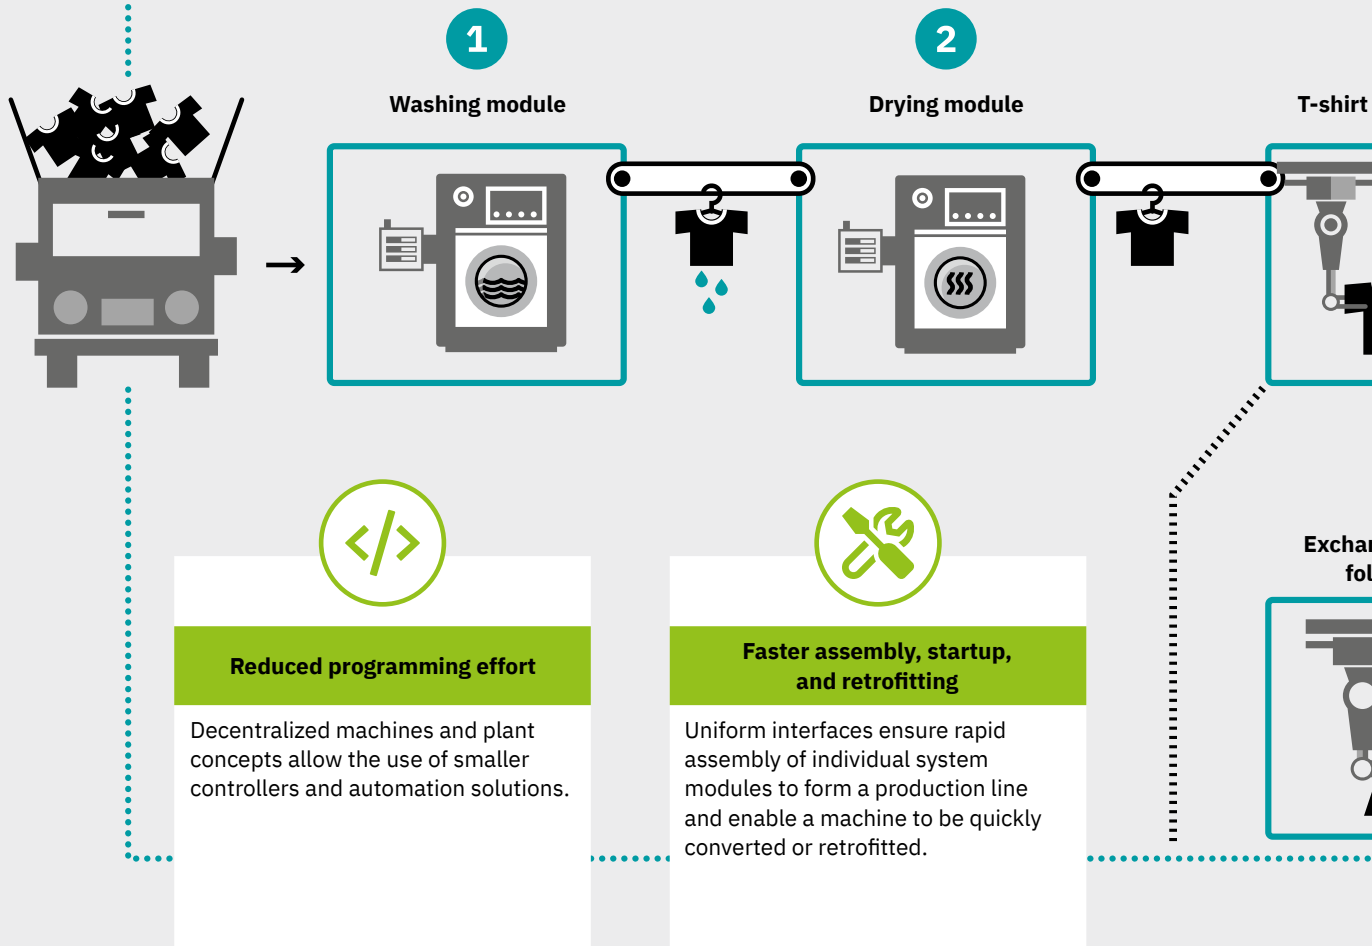 1
2
Washing module
Drying module
T-shirt
Reduced programming effort
Decentralized machines and plant
concepts allow the use of smaller
controllers and automation solutions.
Faster assembly, startup,
and retrofitting
Uniform interfaces ensure rapid
assembly of individual system
modules to form a production line
and enable a machine to be quickly
converted or retrofitted.